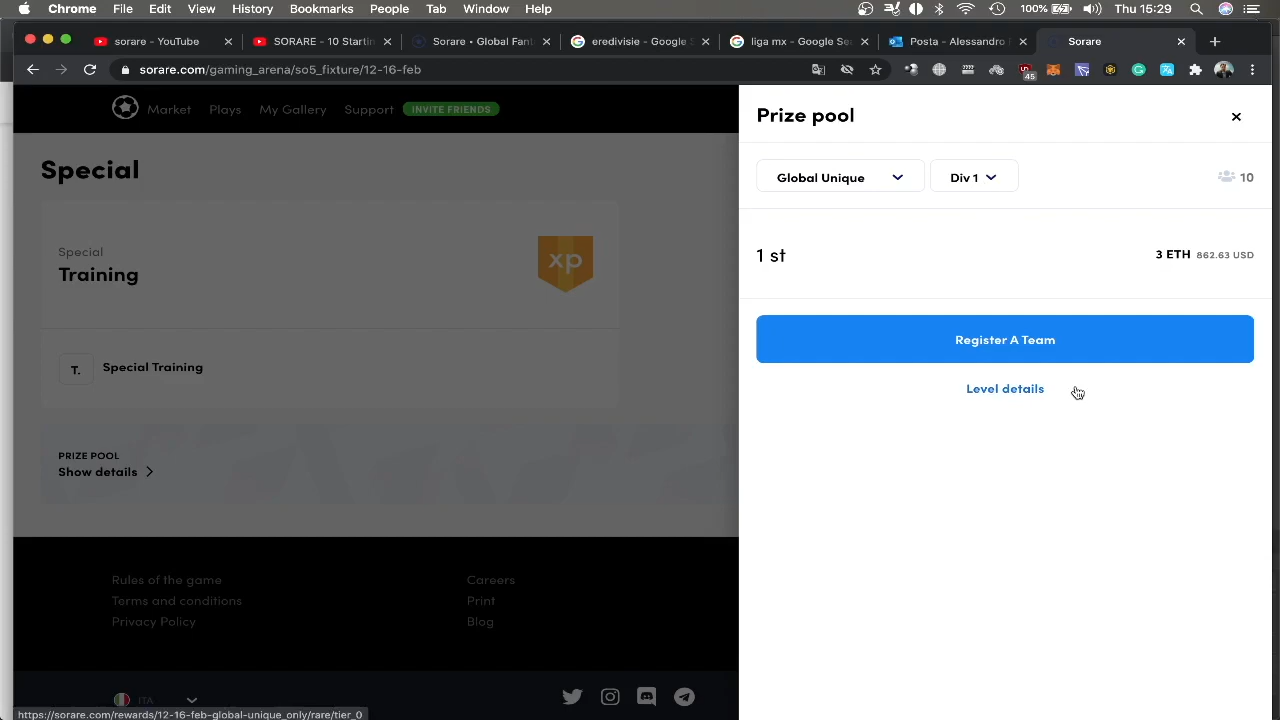 Chrome File Edit View History Bookmarks People Tab Window Help 100% Thu 15:29
sorare - YouTube
SORARE - 10 Startin
Sorare - Global Fant
eredivisie - Google S
liga mx - Google Sea
Posta - Alessandro
Sorare
sorare.com/gaming_arena/so5_fixture/12-16-feb
45
Market Plays My Gallery Support INVITE FRIENDS
Special
Special
Training
xp
T. Special Training
PRIZE POOL
Show details
Rules of the game
Terms and conditions
Privacy Policy
Careers
Print
Blog
ITA
https://sorare.com/rewards/12-16-feb-global-unique_only/rare/tier_0
Prize pool
Global Unique Div 1 10
1 st 3 ETH 862.63 USD
Register A Team
Level details